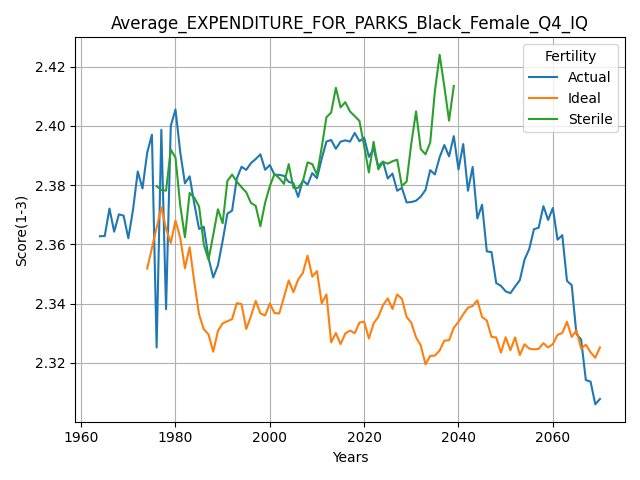 Average_EXPENDITURE_FOR_PARKS_Black_Female_Q4_IQ
Fertility
Actual
Ideal
Sterile
Score(1-3)
2.42
2.40
2.38
2.36
2.34
2.32
1960 1980 2000 2020 2040 2060
Years